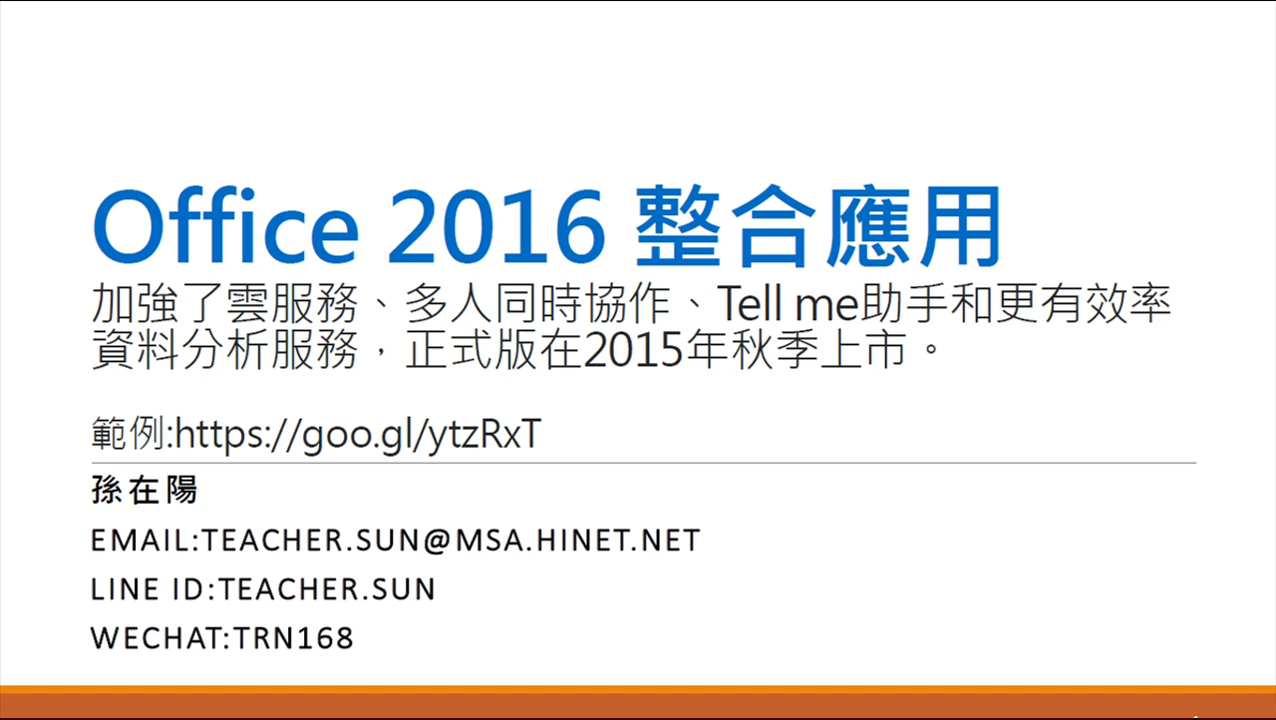 Office 2016 整合應用
加強了雲服務、多人同時協作、Tell me助手和更有效率
資料分析服務，正式版在2015年秋季上市。
範例:https://goo.gl/ytzRxT
孫在陽
EMAIL:TEACHER.SUN@MSA.HINET.NET
LINE ID:TEACHER.SUN
WECHAT:TRN168